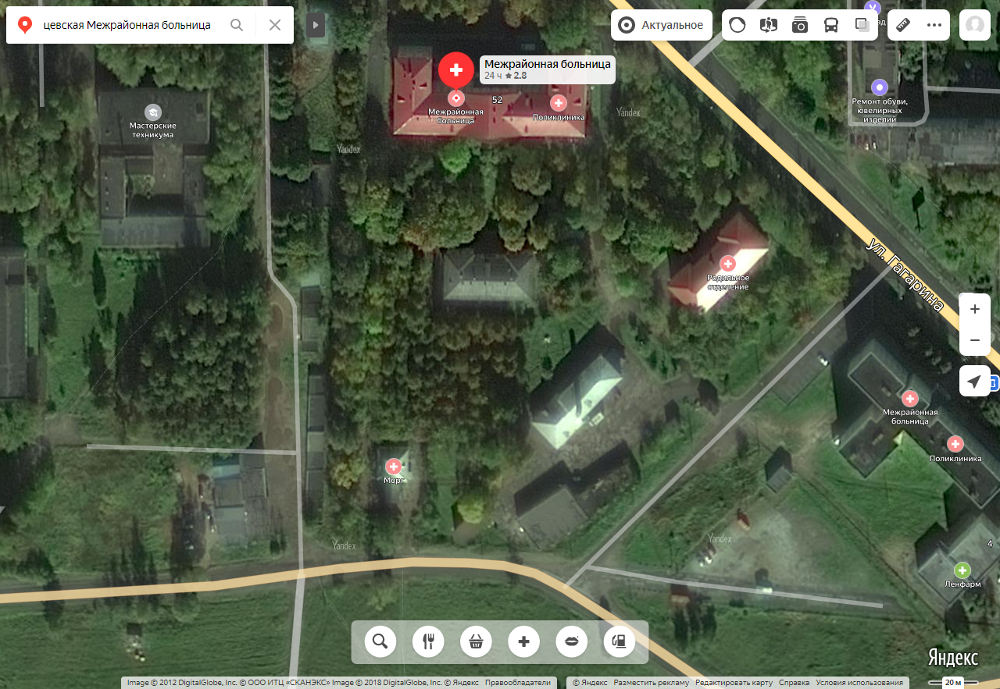 цевская Межрайонная больница
Актуальное
Межрайонная больница
24 ч ★ 2.8
52
Межрайонная
больница
Поликлиника
Мастерские
техникума
Ремонт обуви,
ювелирных
изделий
Yandex
Yandex
ул. Гагарина
Родильное
отделение
Межрайонная
больница
Поликлиника
Морг
Yandex
Yandex
4
Ленфарм
Яндекс
Image © 2012 DigitalGlobe, Inc. © ООО ИТЦ «СКАНЭКС» Image © 2018 DigitalGlobe, Inc. © Яндекс Правообладатели
© Яндекс Разместить рекламу Редактировать карту Справка Условия использования
20 м